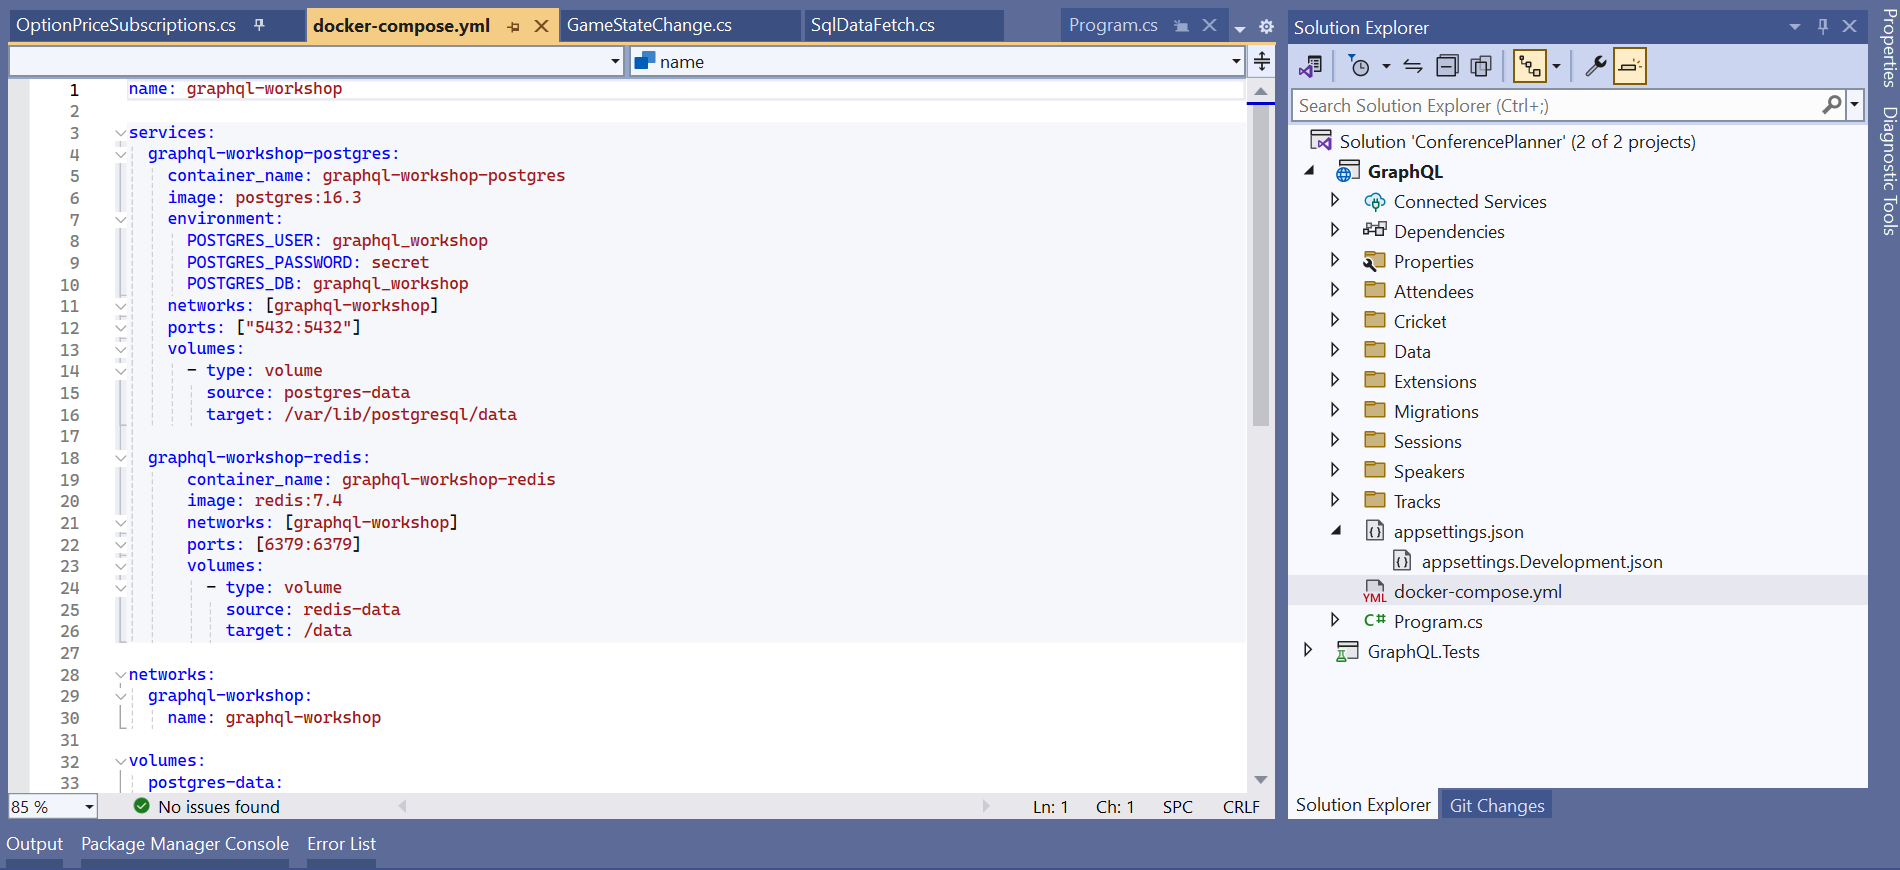 OptionPriceSubscriptions.cs
docker-compose.yml
GameStateChange.cs
SqlDataFetch.cs
Program.cs
name
1 name: graphql-workshop
2
3 services:
4   graphql-workshop-postgres:
5     container_name: graphql-workshop-postgres
6     image: postgres:16.3
7     environment:
8       POSTGRES_USER: graphql_workshop
9       POSTGRES_PASSWORD: secret
10       POSTGRES_DB: graphql_workshop
11     networks: [graphql-workshop]
12     ports: ["5432:5432"]
13     volumes:
14       - type: volume
15         source: postgres-data
16         target: /var/lib/postgresql/data
17
18   graphql-workshop-redis:
19       container_name: graphql-workshop-redis
20       image: redis:7.4
21       networks: [graphql-workshop]
22       ports: [6379:6379]
23       volumes:
24         - type: volume
25           source: redis-data
26           target: /data
27
28 networks:
29   graphql-workshop:
30     name: graphql-workshop
31
32 volumes:
33   postgres-data:
85 %
No issues found
Ln: 1
Ch: 1
SPC
CRLF
Output
Package Manager Console
Error List
Solution Explorer
Search Solution Explorer (Ctrl+;)
Solution 'ConferencePlanner' (2 of 2 projects)
GraphQL
Connected Services
Dependencies
Properties
Attendees
Cricket
Data
Extensions
Migrations
Sessions
Speakers
Tracks
appsettings.json
appsettings.Development.json
YML docker-compose.yml
C# Program.cs
GraphQL.Tests
Solution Explorer
Git Changes
Properties
Diagnostic Tools